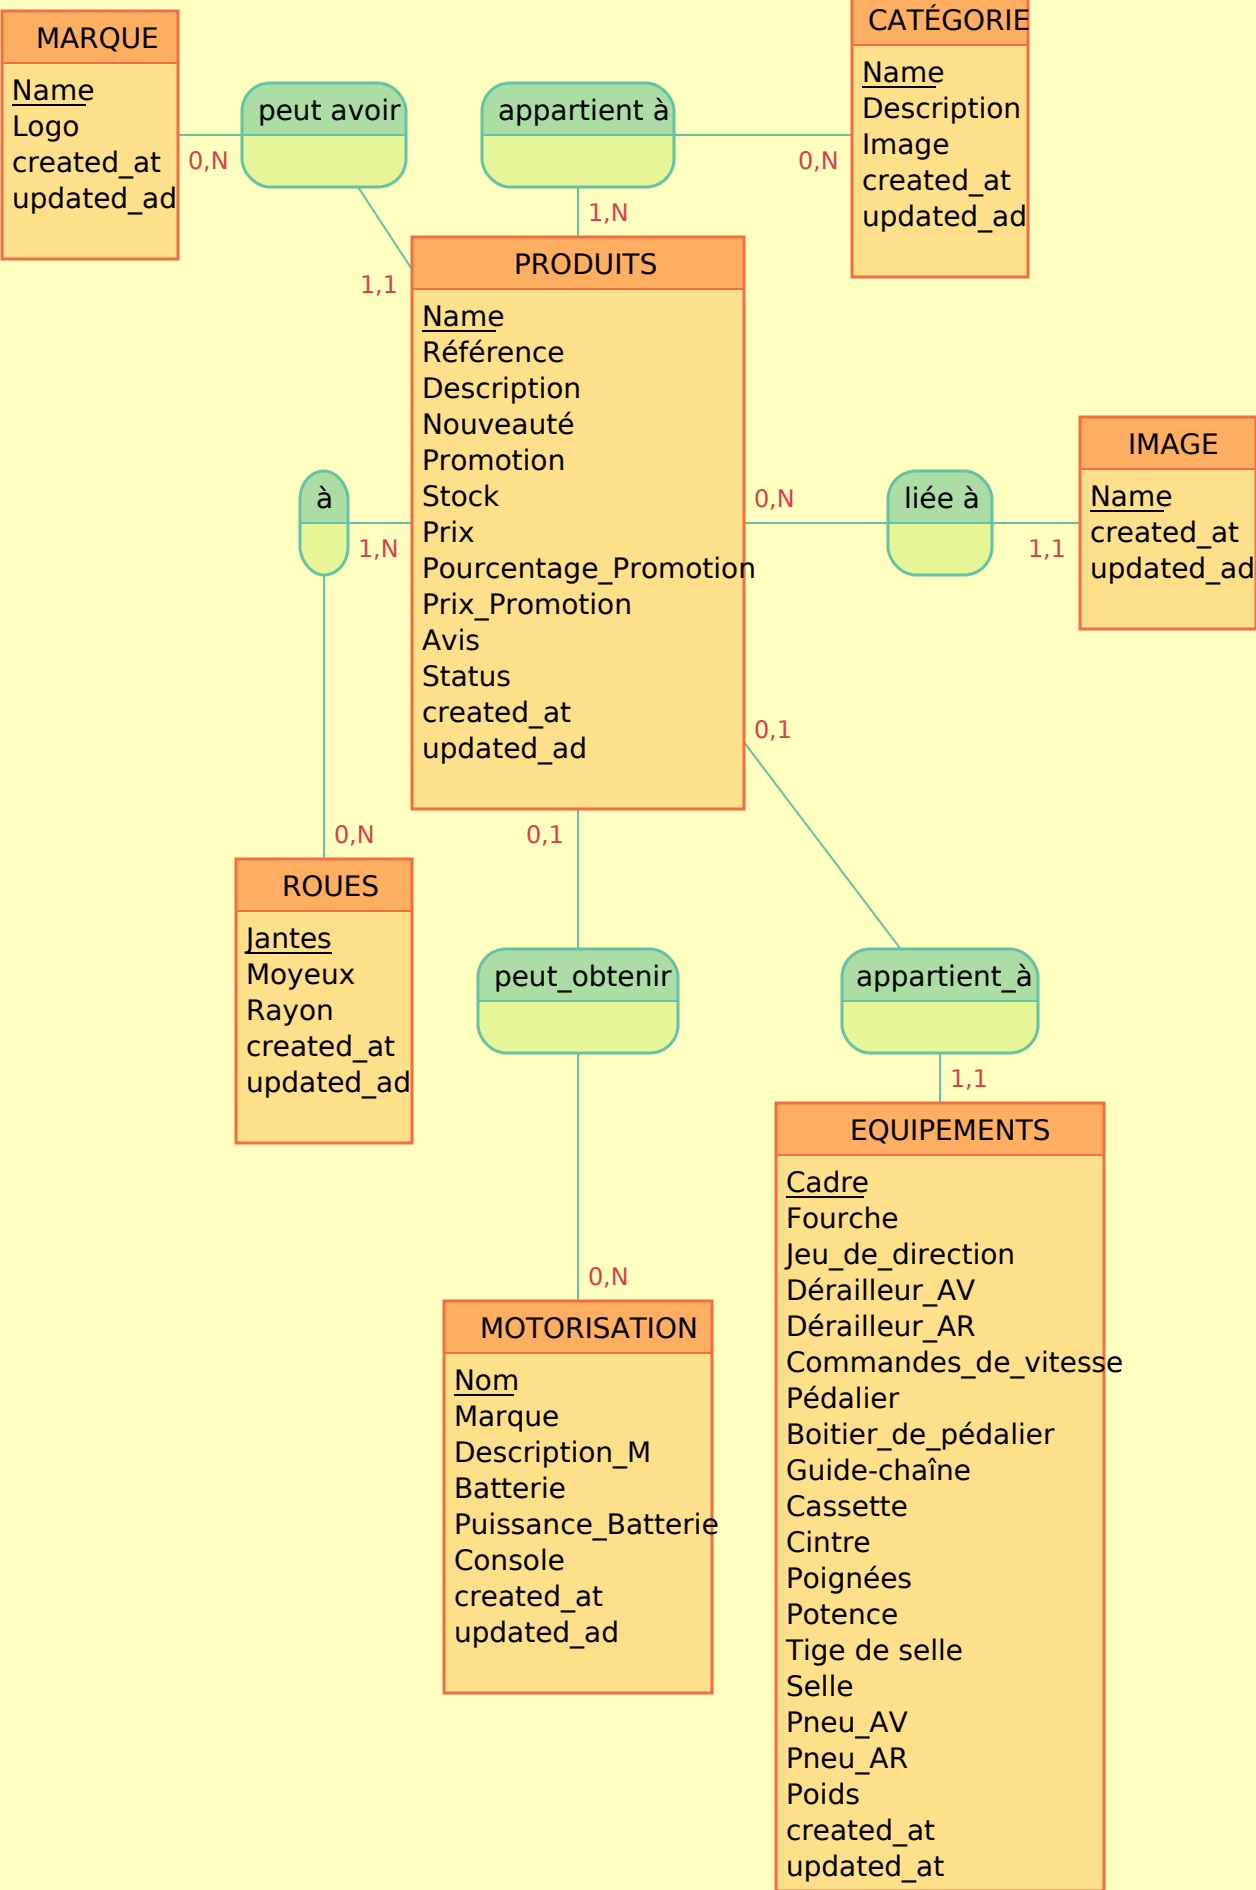 MARQUE
Name
Logo
created_at
updated_ad
0,N
peut avoir
1,1
appartient à
0,N
1,N
CATÉGORIE
Name
Description
Image
created_at
updated_ad
PRODUITS
Name
Référence
Description
Nouveauté
Promotion
Stock
Prix
Pourcentage_Promotion
Prix_Promotion
Avis
Status
created_at
updated_ad
0,N
liée à
1,1
IMAGE
Name
created_at
updated_ad
à
1,N
0,N
ROUES
Jantes
Moyeux
Rayon
created_at
updated_ad
0,1
peut_obtenir
0,N
MOTORISATION
Nom
Marque
Description_M
Batterie
Puissance_Batterie
Console
created_at
updated_ad
0,1
appartient_à
1,1
EQUIPEMENTS
Cadre
Fourche
Jeu_de_direction
Dérailleur_AV
Dérailleur_AR
Commandes_de_vitesse
Pédalier
Boitier_de_pédalier
Guide-chaîne
Cassette
Cintre
Poignées
Potence
Tige de selle
Selle
Pneu_AV
Pneu_AR
Poids
created_at
updated_at